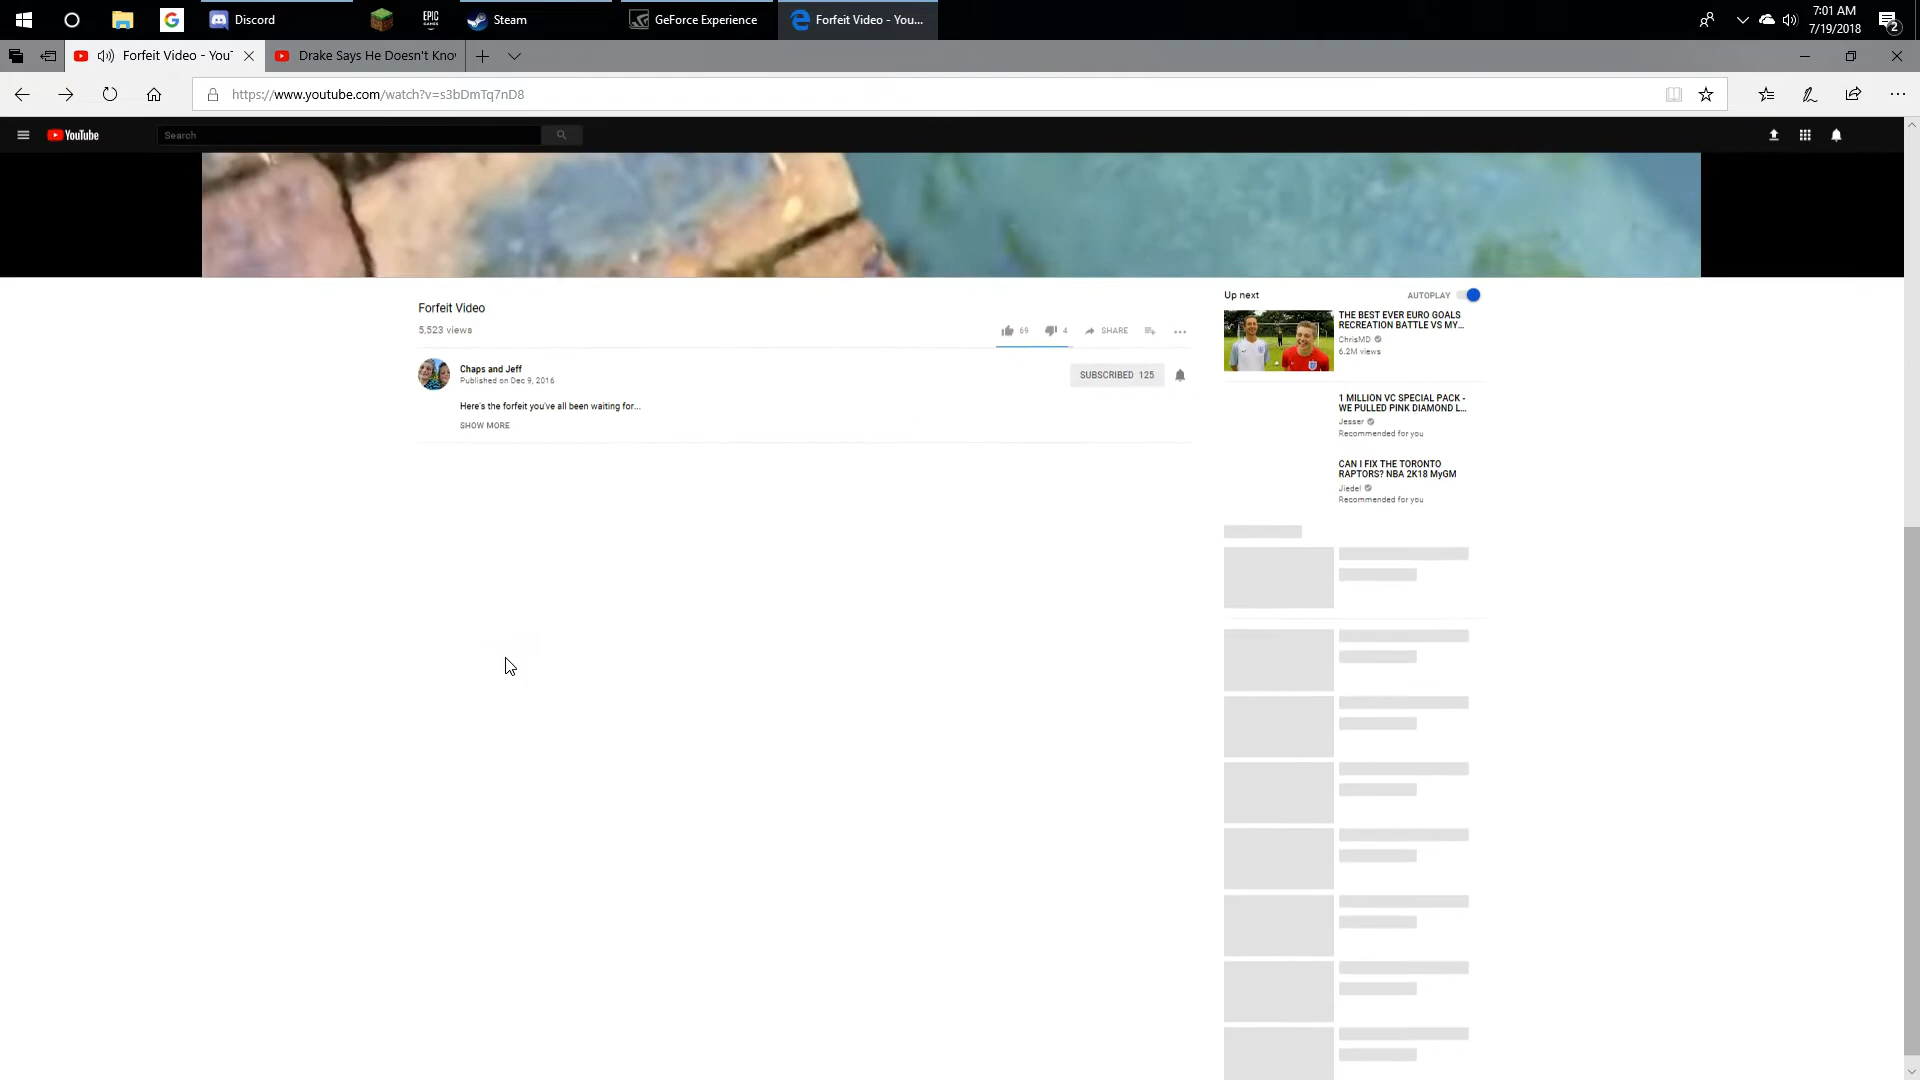 Discord
EPIC
GAMES
Steam
GeForce Experience
Forfeit Video - You...
7:01 AM
7/19/2018
2
Forfeit Video - YouT
Drake Says He Doesn't Kno
https://www.youtube.com/watch?v=s3bDmTq7nD8
YouTube
Search
Forfeit Video
5,523 views
69
4
SHARE
Chaps and Jeff
Published on Dec 9, 2016
SUBSCRIBED 125
Here's the forfeit you've all been waiting for...
SHOW MORE
Up next
AUTOPLAY
THE BEST EVER EURO GOALS
RECREATION BATTLE VS MY...
ChrisMD
6.2M views
1 MILLION VC SPECIAL PACK -
WE PULLED PINK DIAMOND L...
Jesser
Recommended for you
CAN I FIX THE TORONTO
RAPTORS? NBA 2K18 MyGM
Jiedel
Recommended for you